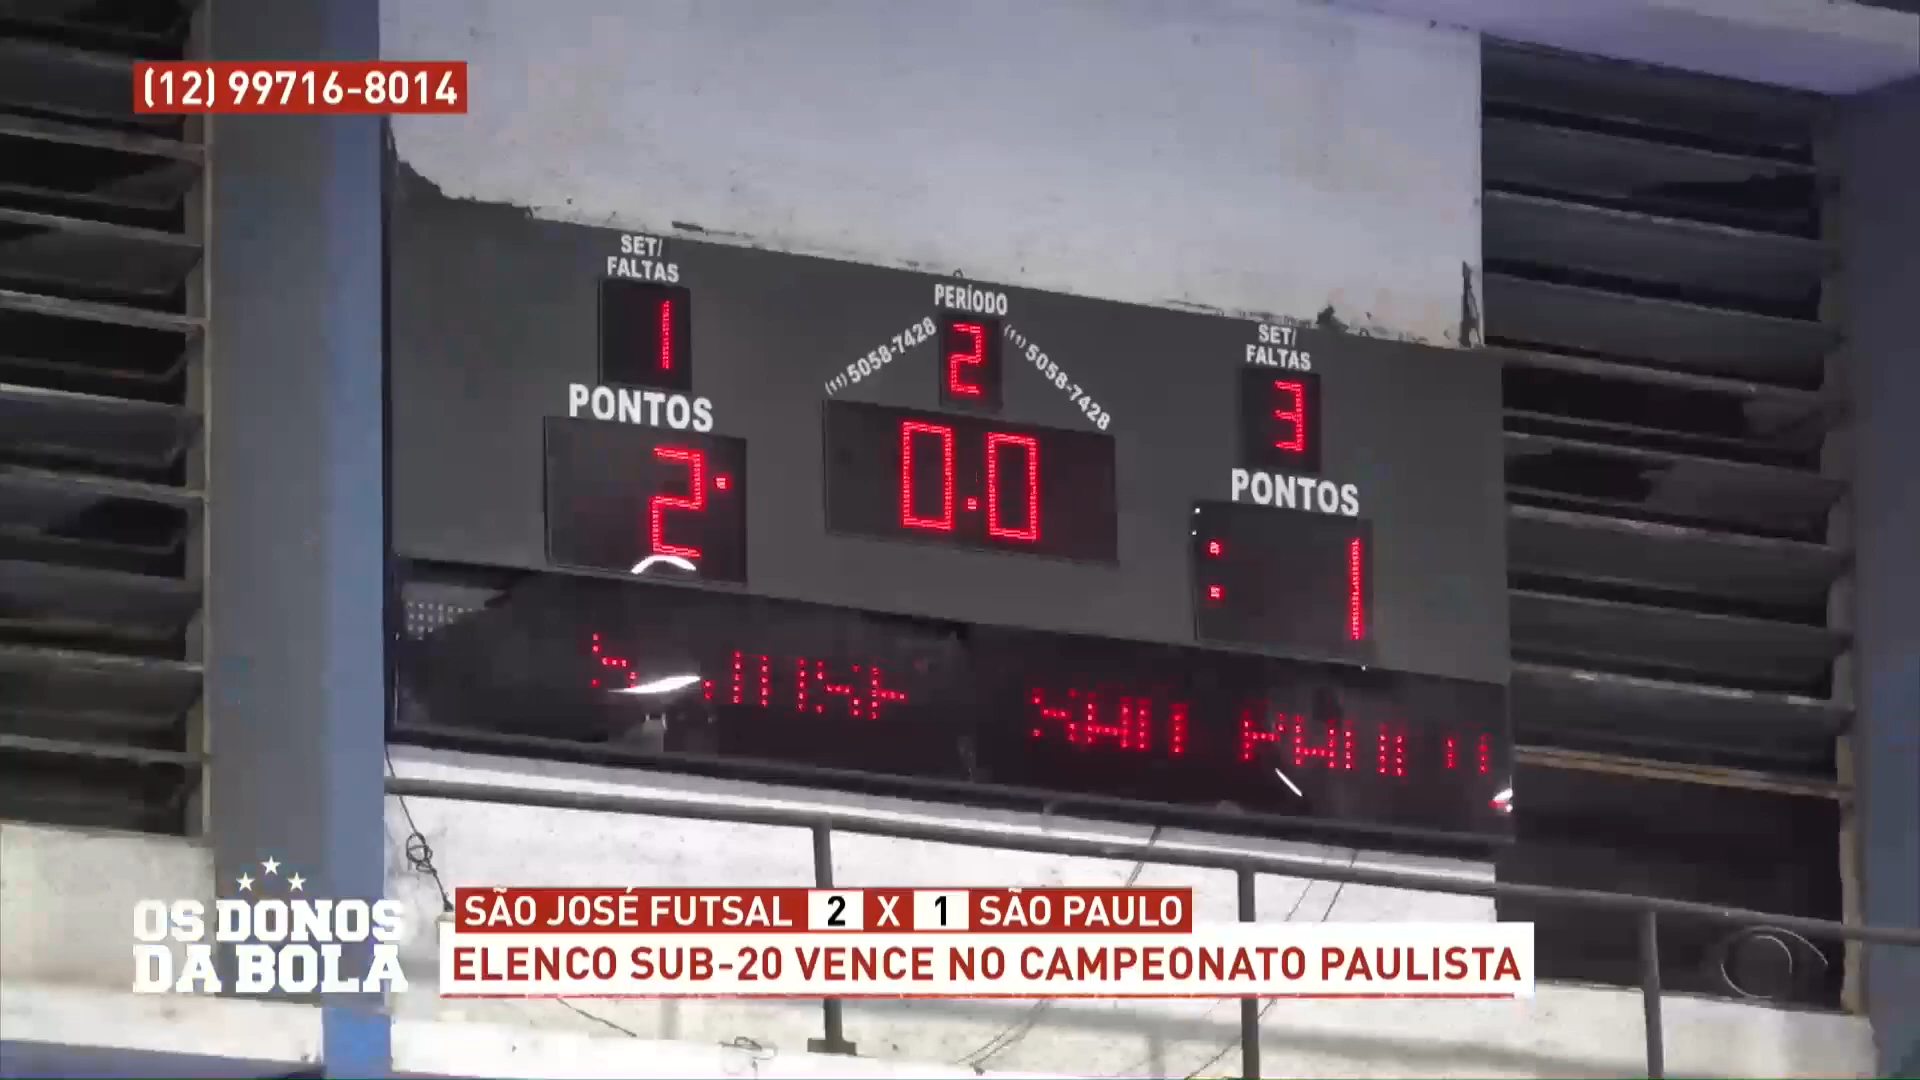 (12) 99716-8014
SET/
FALTAS
1
PERÍODO
2
(11) 5058-7428
(11) 5058-7428
SET/
FALTAS
3
PONTOS
2
0.0
PONTOS
1
SÃO JOSÉ FUTSAL 2 X 1 SÃO PAULO
ELENCO SUB-20 VENCE NO CAMPEONATO PAULISTA
OS DONOS
DA BOLA